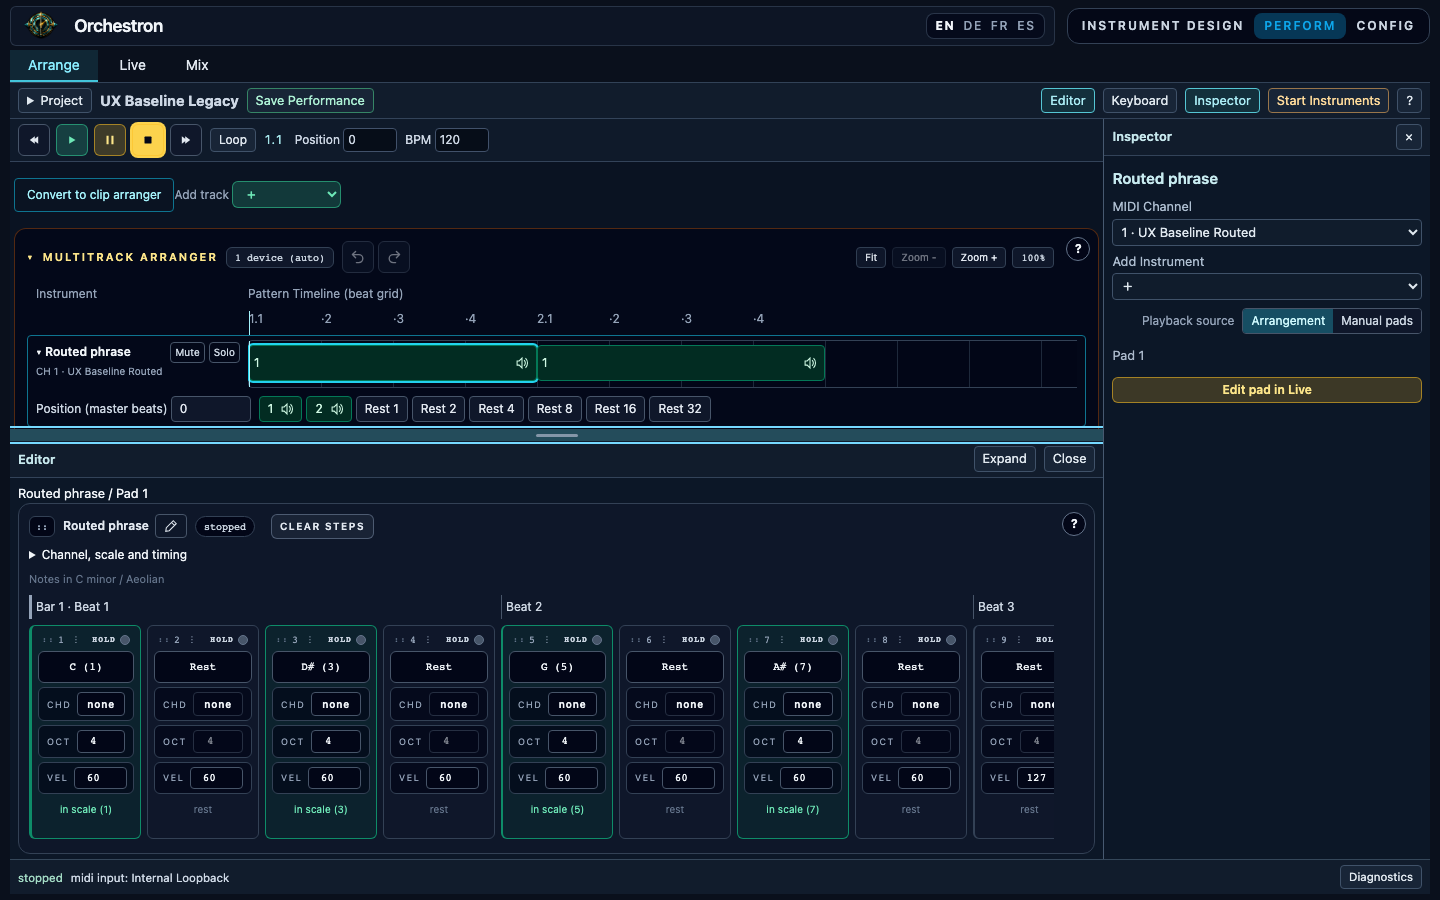 Orchestron
EN DE FR ES
INSTRUMENT DESIGN PERFORM CONFIG
Arrange Live Mix
Project UX Baseline Legacy Save Performance
Editor Keyboard Inspector Start Instruments ?
Loop 1.1 Position 0 BPM 120
Convert to clip arranger Add track +
MULTITRACK ARRANGER 1 device (auto)
Fit Zoom - Zoom + 100% ?
Instrument Pattern Timeline (beat grid)
1.1 ·2 ·3 ·4 2.1 ·2 ·3 ·4
Routed phrase Mute Solo
CH 1 · UX Baseline Routed
1 1
Position (master beats) 0 1 2 Rest 1 Rest 2 Rest 4 Rest 8 Rest 16 Rest 32
Editor Expand Close
Routed phrase / Pad 1
Routed phrase stopped CLEAR STEPS ?
Channel, scale and timing
Notes in C minor / Aeolian
Bar 1 · Beat 1 Beat 2 Beat 3
1 HOLD 2 HOLD 3 HOLD 4 HOLD 5 HOLD 6 HOLD 7 HOLD 8 HOLD 9 HOL
C (1) Rest D# (3) Rest G (5) Rest A# (7) Rest Rest
CHD none CHD none CHD none CHD none CHD none CHD none CHD none CHD none CHD none
OCT 4 OCT 4 OCT 4 OCT 4 OCT 4 OCT 4 OCT 4 OCT 4 OCT 4
VEL 60 VEL 60 VEL 60 VEL 60 VEL 60 VEL 60 VEL 60 VEL 60 VEL 127
in scale (1) rest in scale (3) rest in scale (5) rest in scale (7) rest rest
Inspector ×
Routed phrase
MIDI Channel
1 · UX Baseline Routed
Add Instrument
+
Playback source Arrangement Manual pads
Pad 1
Edit pad in Live
stopped midi input: Internal Loopback Diagnostics